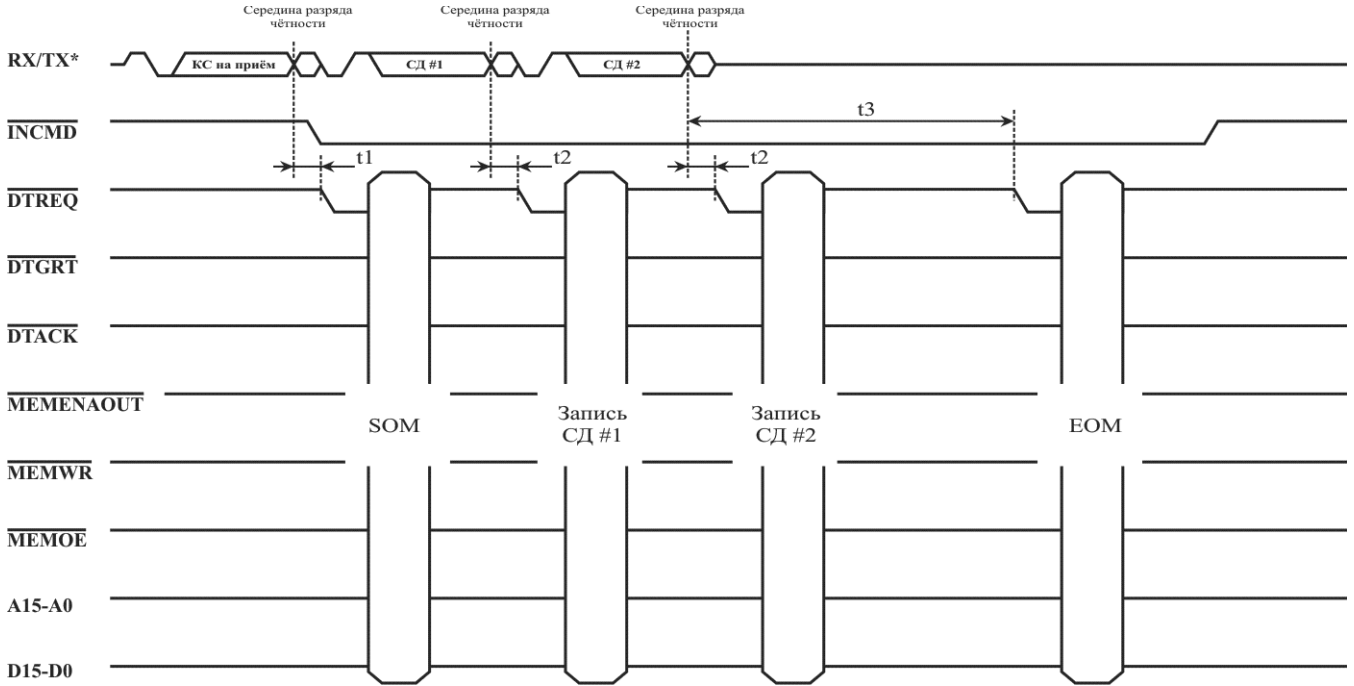 Середина разряда
чётности
Середина разряда
чётности
Середина разряда
чётности
RX/TX*
КС на приём
СД #1
СД #2
t3
INCMD
t1
t2
t2
DTREQ
DTGRT
DTACK
MEMENAOUT
SOM
Запись
СД #1
Запись
СД #2
EOM
MEMWR
MEMOE
A15-A0
D15-D0